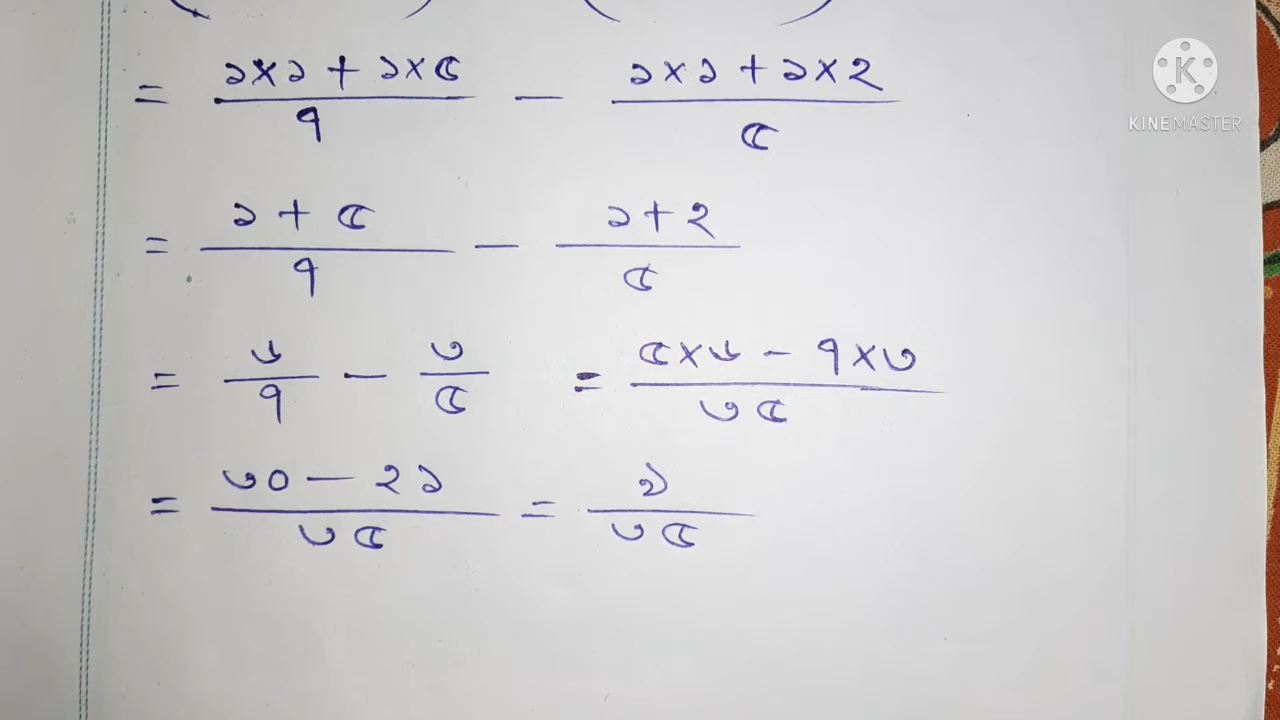 = (১×১ + ১×৫)/৭ − (১×১ + ১×২)/৫
KINEMASTER
= (১ + ৫)/৭ − (১+২)/৫
= ৬/৭ − ৩/৫ = (৫×৬ − ৭×৩)/৩৫
= (৩০ − ২১)/৩৫ = ৯/৩৫